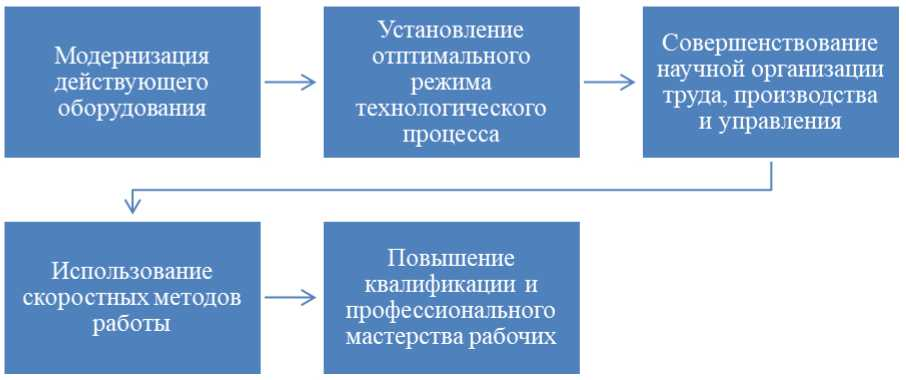 Модернизация
действующего
оборудования
Установление
отптимального
режима
технологического
процесса
Совершенствование
научной организации
труда, производства
и управления
Использование
скоростных методов
работы
Повышение
квалификации и
профессионального
мастерства рабочих